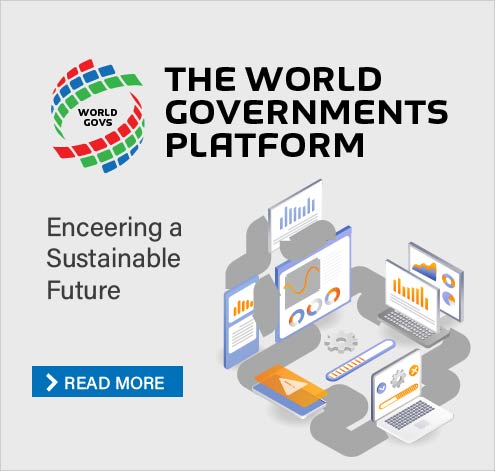 WORLD
GOVS
THE WORLD
GOVERNMENTS
PLATFORM
Enceering a
Sustainable
Future
READ MORE